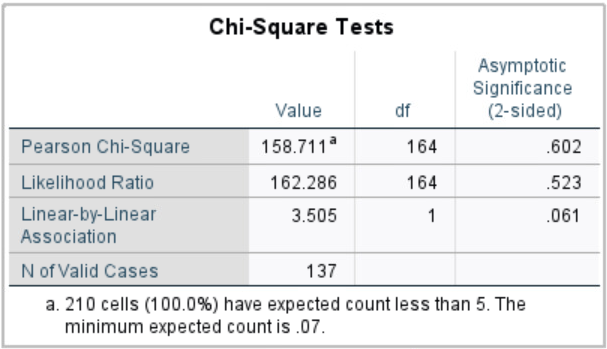 Chi-Square Tests
Value df Asymptotic Significance (2-sided)
Pearson Chi-Square 158.711a 164 .602
Likelihood Ratio 162.286 164 .523
Linear-by-Linear Association 3.505 1 .061
N of Valid Cases 137
a. 210 cells (100.0%) have expected count less than 5. The
minimum expected count is .07.